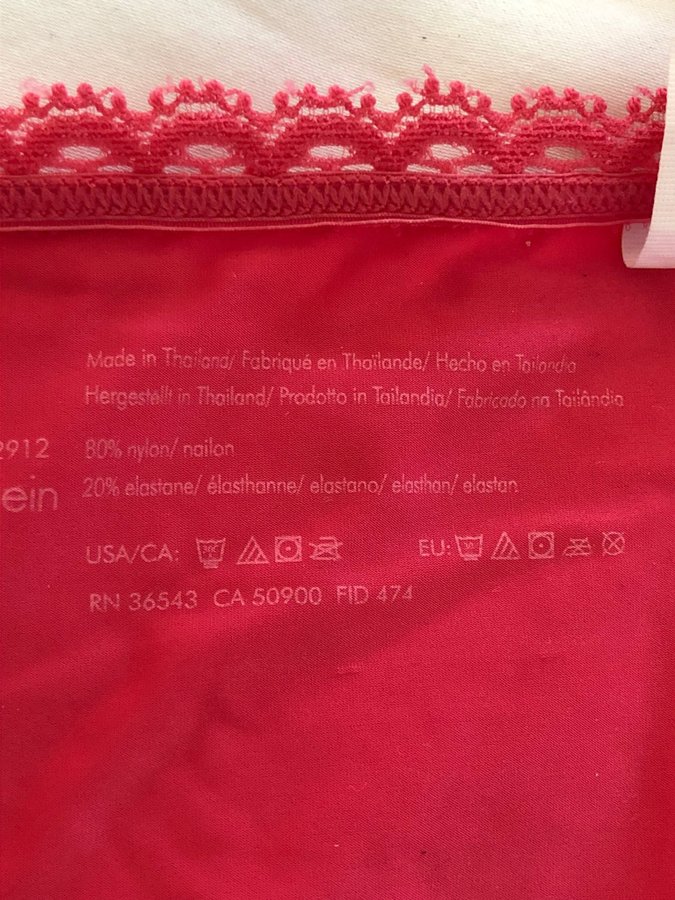 Made in Thailand/ Fabriqué en Thaïlande/ Hecho en Tailandia
Hergestellt in Thailand/ Prodotto in Tailandia/ Fabricado na Tailândia
2912 80% nylon/ nailon
ein 20% elastane/ élasthanne/ elastano/ elasthan/ elastan
USA/CA: EU:
RN 36543 CA 50900 FID 474